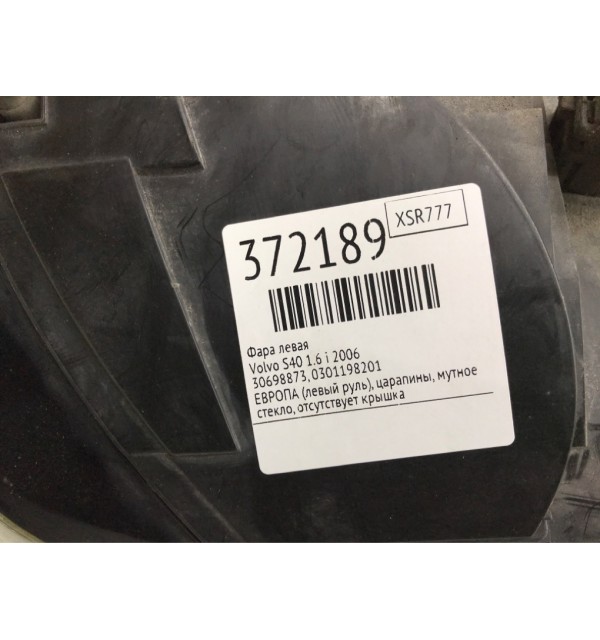 XSR777
372189
Фара левая
Volvo S40 1.6 i 2006
30698873, 0301198201
ЕВРОПА (левый руль), царапины, мутное
стекло, отсутствует крышка